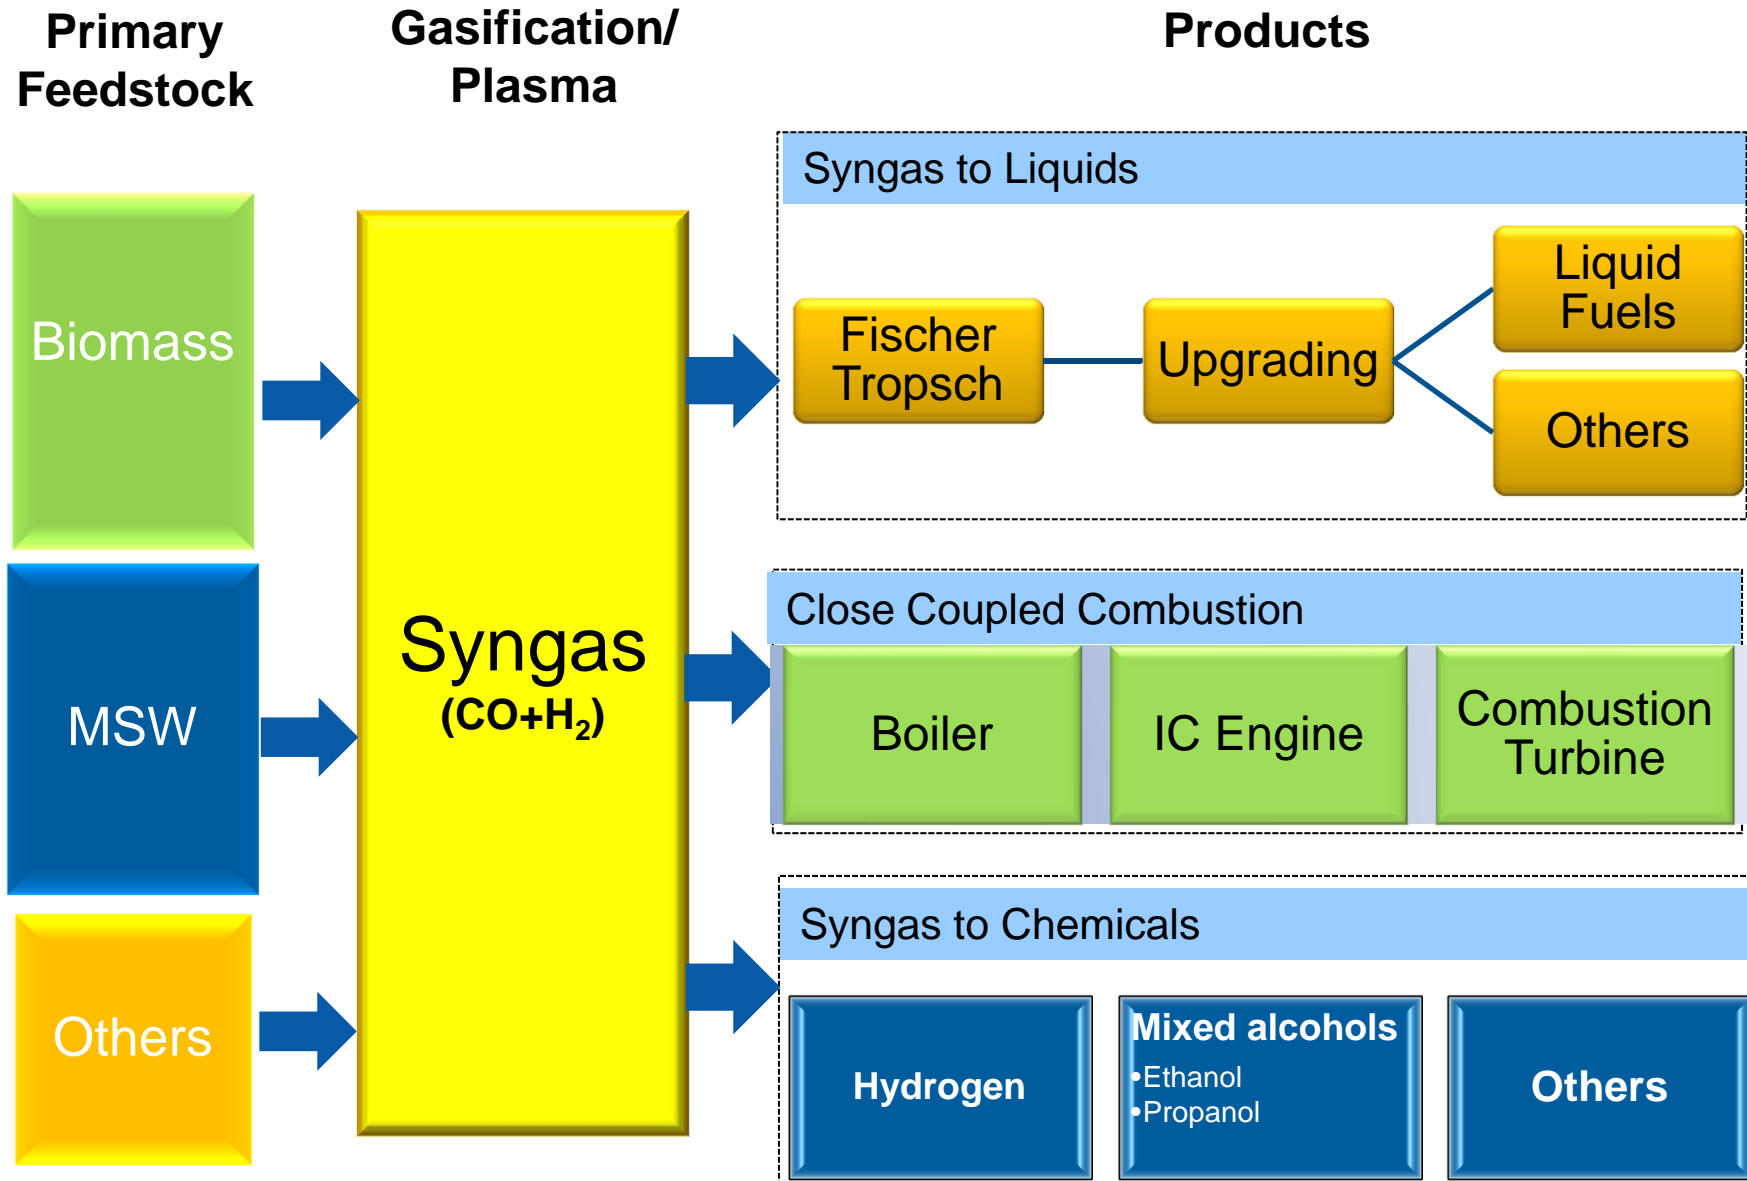 Primary
Feedstock
Gasification/
Plasma
Products
Biomass
MSW
Others
Syngas
(CO+H₂)
Syngas to Liquids
Fischer
Tropsch
Upgrading
Liquid
Fuels
Others
Close Coupled Combustion
Boiler
IC Engine
Combustion
Turbine
Syngas to Chemicals
Hydrogen
Mixed alcohols
•Ethanol
•Propanol
Others